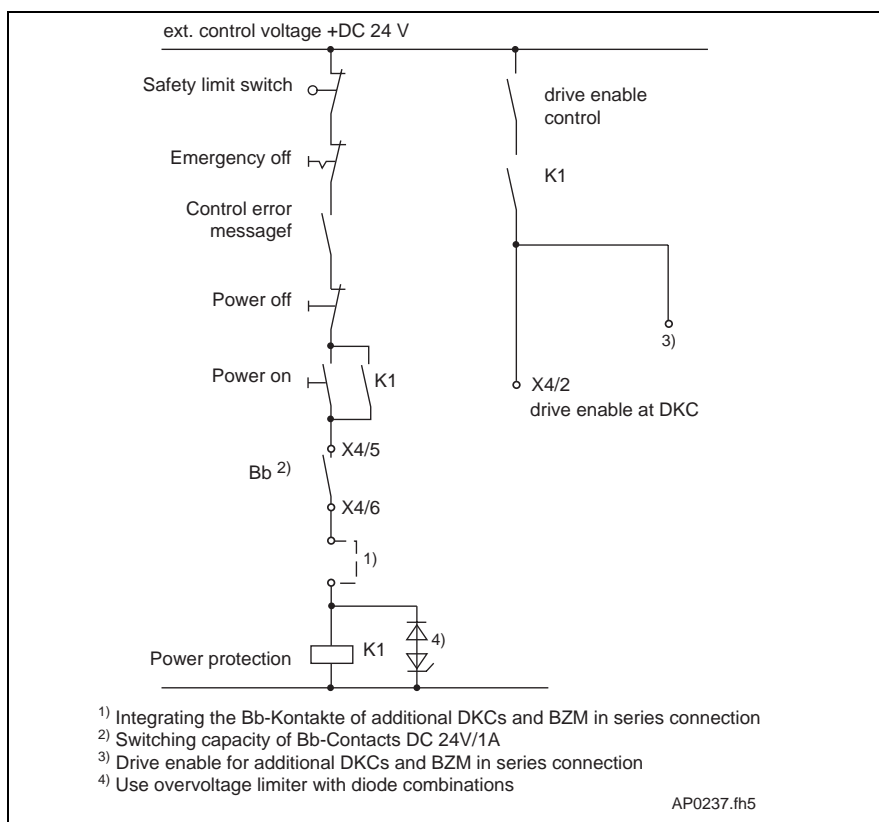 ext. control voltage +DC 24 V
Safety limit switch
drive enable
control
Emergency off
K1
Control error
messagef
Power off
3)
Power on
K1
X4/2
drive enable at DKC
X4/5
Bb 2)
X4/6
1)
4)
Power protection
K1
1) Integrating the Bb-Kontakte of additional DKCs and BZM in series connection
2) Switching capacity of Bb-Contacts DC 24V/1A
3) Drive enable for additional DKCs and BZM in series connection
4) Use overvoltage limiter with diode combinations
AP0237.fh5